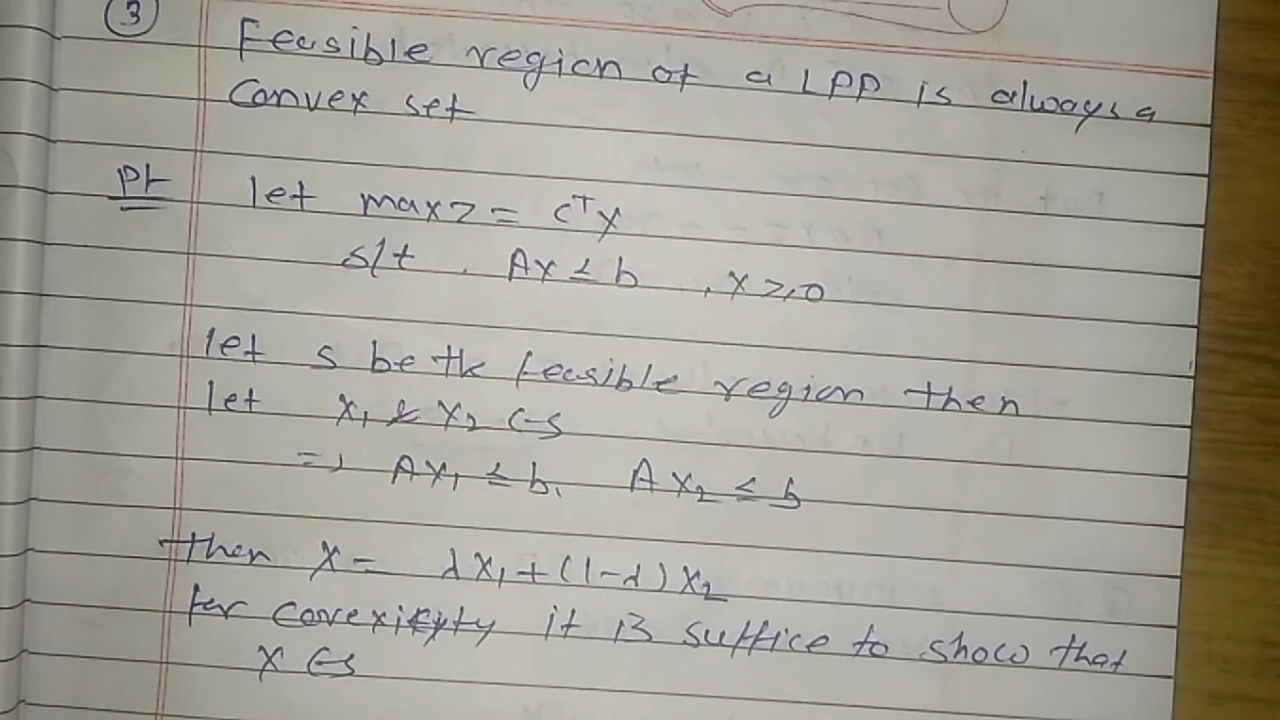 ③ Feasible region of a LPP is always a
convex set
Pf let max z = cᵀx
s/t . Ax ≤ b , x ≥ 0
let s be the feasible region then
let x₁ & x₂ ∈ s
=> Ax₁ ≤ b, Ax₂ ≤ b
then x = λx₁ + (1-λ)x₂
for it is suffice to show that
x ∈ s